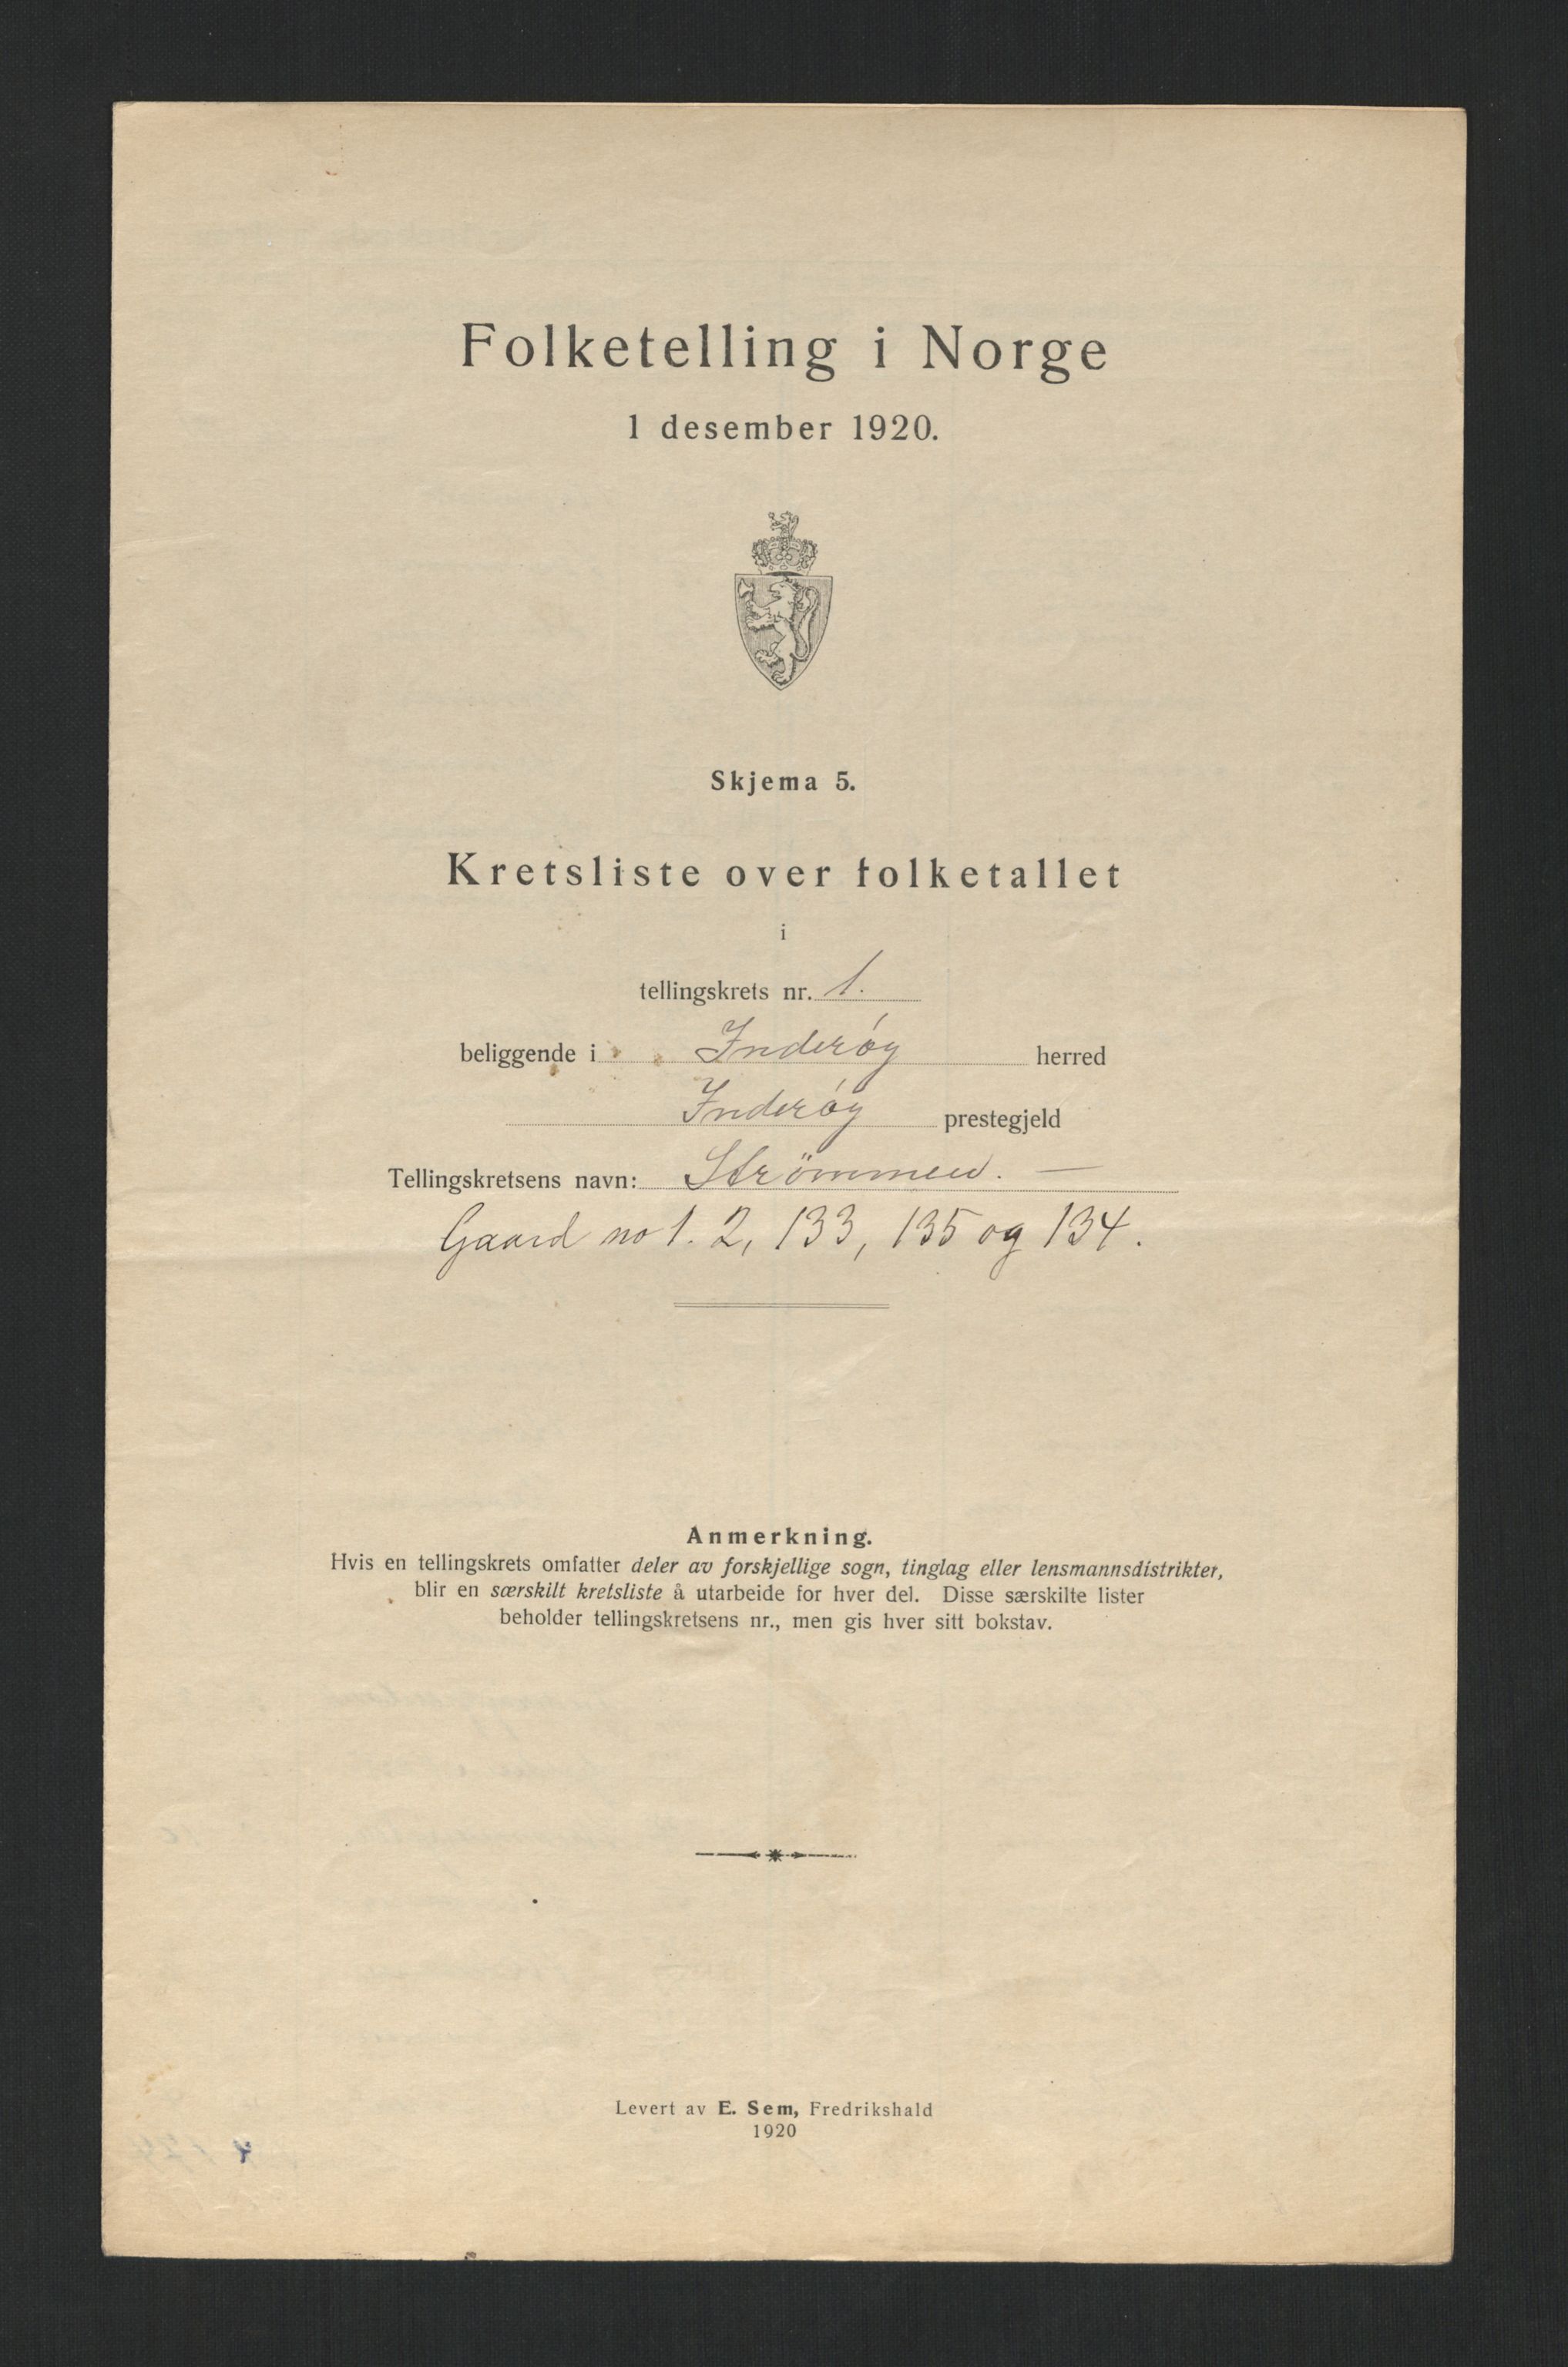 Folketelling i Norge
1 desember 1920.
Skjema 5.
Kretsliste over folketallet
i
tellingskrets nr. 1.
beliggende i Inderøy herred
Inderøy prestegjeld
Tellingskretsens navn: Strömmen. —
Gaard no 1. 2, 133, 135 og 134.
Anmerkning.
Hvis en tellingskrets omfatter deler av forskjellige sogn, tinglag eller lensmannsdistrikter,
blir en særskilt kretsliste å utarbeide for hver del. Disse særskilte lister
beholder tellingskretsens nr., men gis hver sitt bokstav.
Levert av E. Sem, Fredrikshald
1920